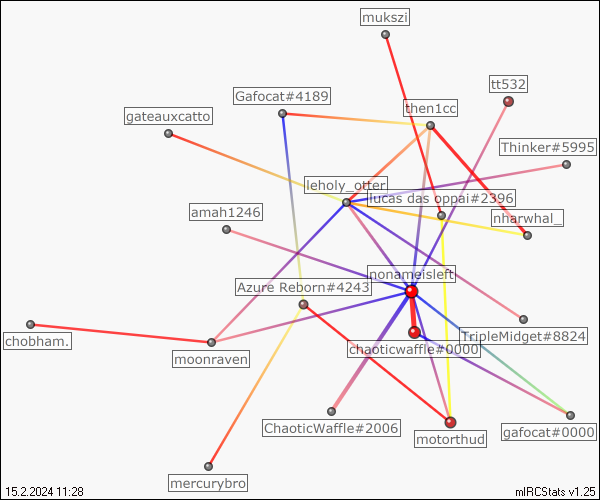 mukszi
tt532
Gafocat#4189
then1cc
gateauxcatto
Thinker#5995
leholy_otter
lucas das oppai#2396
amah1246
nharwhal_
nonameisleft
Azure Reborn#4243
chobham.
moonraven
chaoticwaffle#0000
TripleMidget#8824
ChaoticWaffle#2006
motorthud
gafocat#0000
mercurybro
15.2.2024 11:28
mIRCStats v1.25